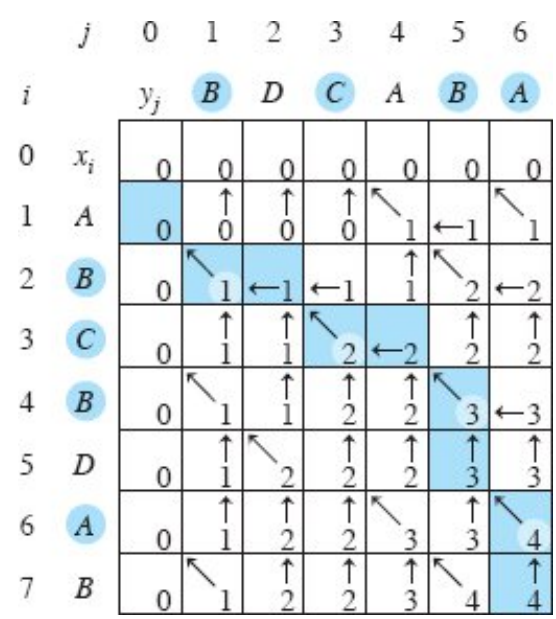 j 0 1 2 3 4 5 6
i yj B D C A B A
0 xi 0 0 0 0 0 0 0
1 A 0 ↑0 ↑0 ↑0 ↖1 ←1 ↖1
2 B 0 ↖1 ←1 ←1 ↑1 ↖2 ←2
3 C 0 ↑1 ↑1 ↖2 ←2 ↑2 ↑2
4 B 0 ↖1 ↑1 ↑2 ↑2 ↖3 ←3
5 D 0 ↑1 ↖2 ↑2 ↑2 ↑3 ↑3
6 A 0 ↑1 ↑2 ↑2 ↖3 ↑3 ↖4
7 B 0 ↖1 ↑2 ↑2 ↑3 ↖4 ↑4